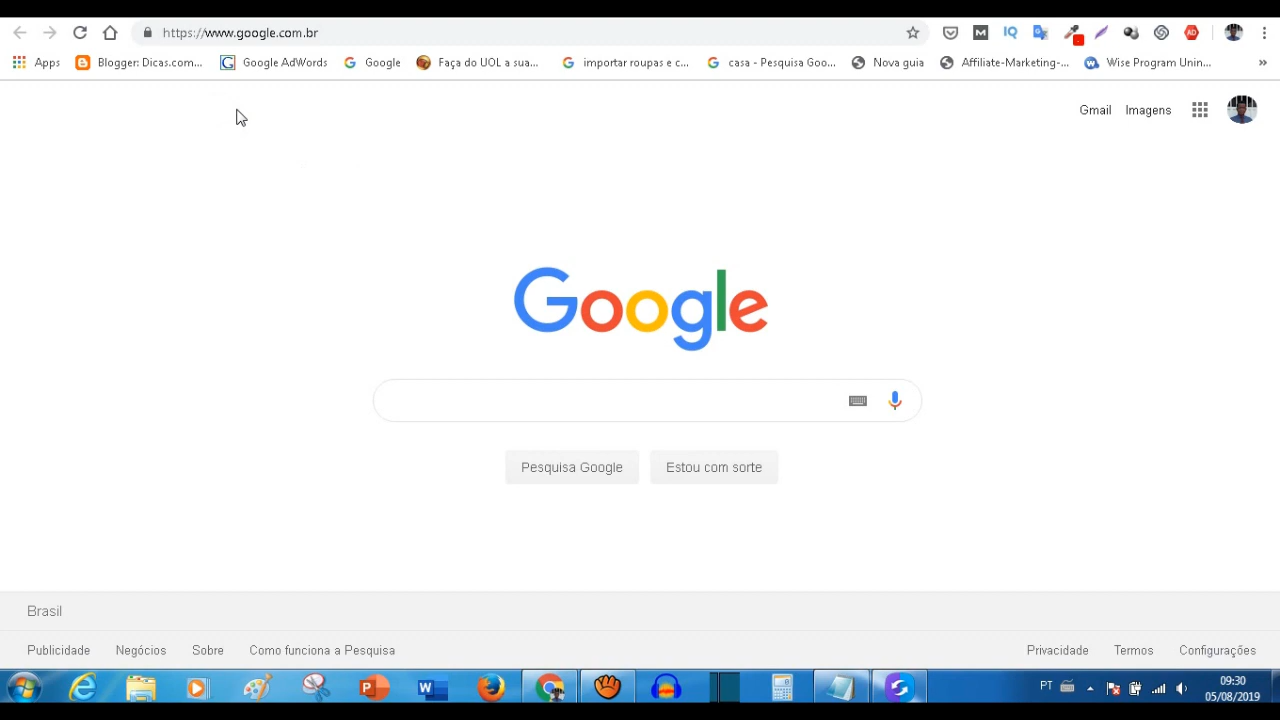 https://www.google.com.br
M IQ AD
Apps Blogger: Dicas.com... Google AdWords Google Faça do UOL a sua... importar roupas e c... casa - Pesquisa Goo... Nova guia Affiliate-Marketing-... Wise Program Unin... »
Gmail Imagens
Google
Pesquisa Google Estou com sorte
Brasil
Publicidade Negócios Sobre Como funciona a Pesquisa Privacidade Termos Configurações
PT 09:30
05/08/2019